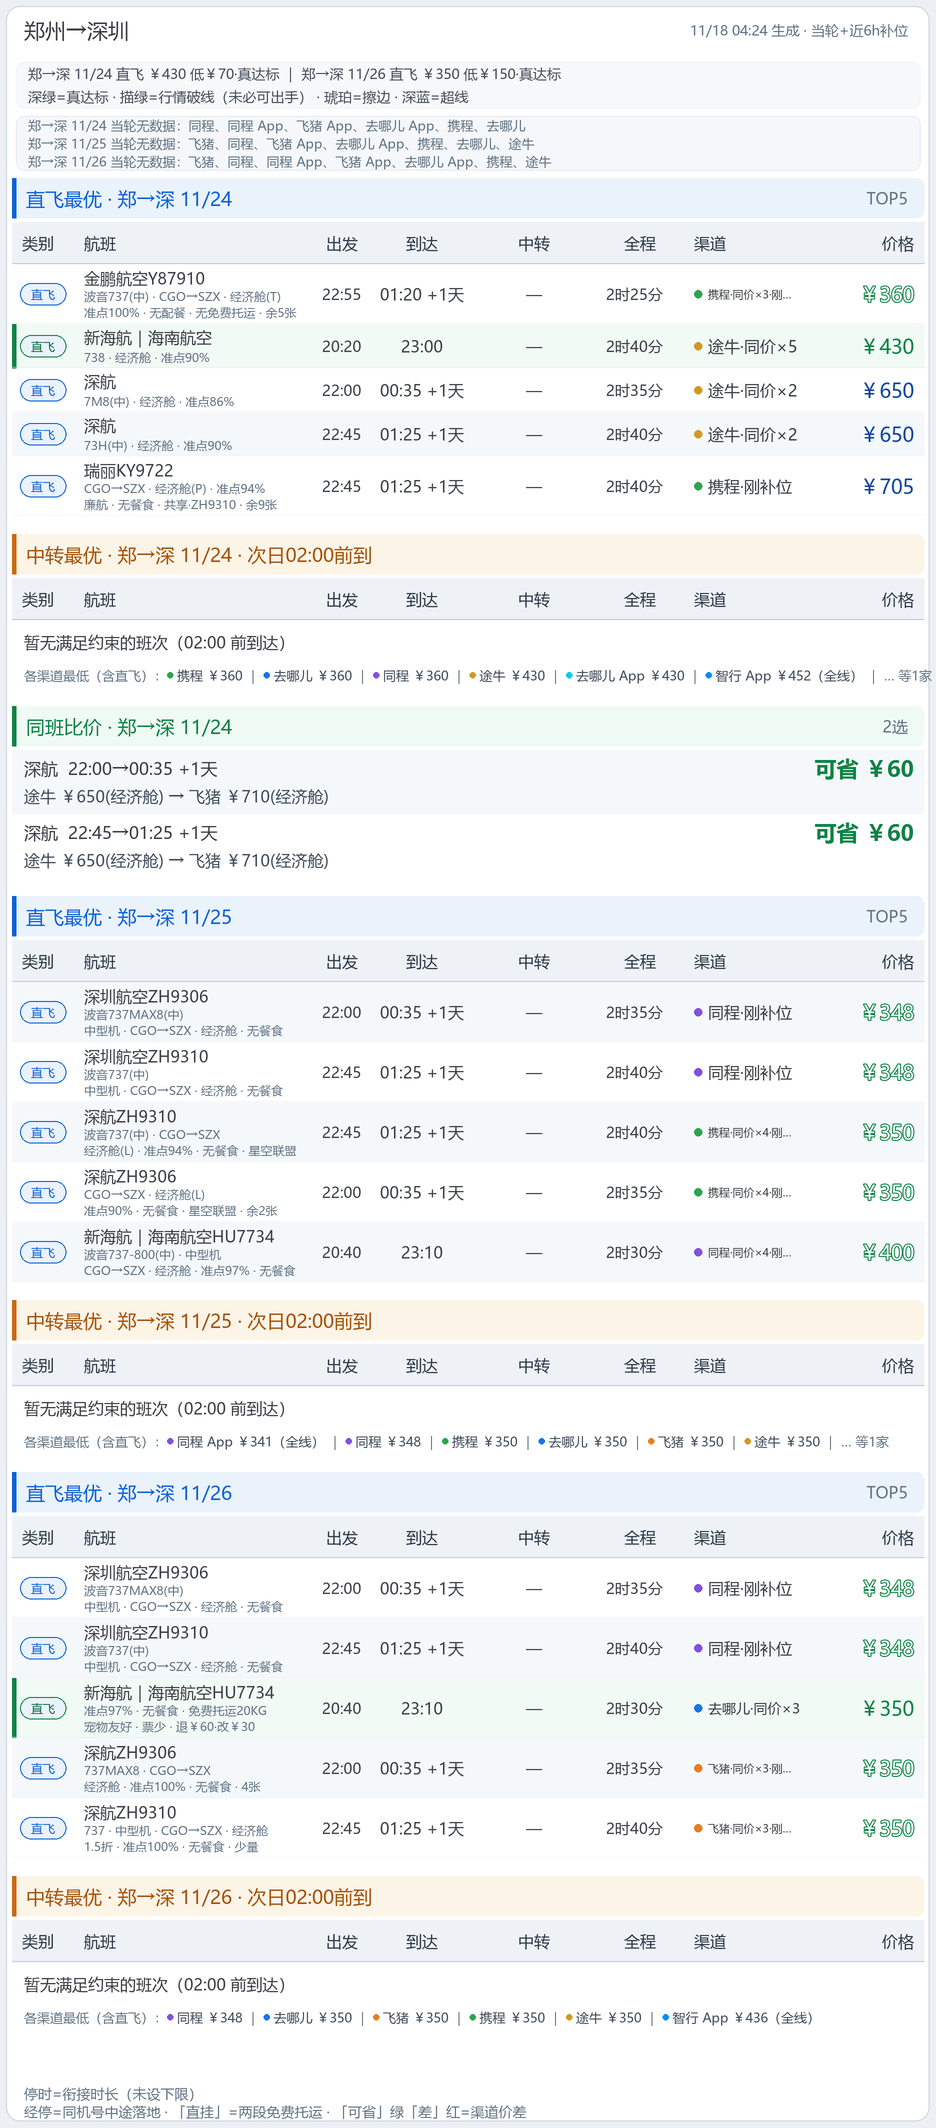 郑州→深圳
11/18 04:24 生成 · 当轮+近6h补位
郑→深 11/24 直飞 ￥430 低￥70·真达标 | 郑→深 11/26 直飞 ￥350 低￥150·真达标
深绿=真达标 · 描绿=行情破线（未必可出手） · 琥珀=擦边 · 深蓝=超线
郑→深 11/24 当轮无数据：同程、同程 App、飞猪 App、去哪儿 App、携程、去哪儿
郑→深 11/25 当轮无数据：飞猪、同程、飞猪 App、去哪儿 App、携程、去哪儿、途牛
郑→深 11/26 当轮无数据：飞猪、同程、同程 App、飞猪 App、去哪儿 App、携程、途牛
直飞最优 · 郑→深 11/24 TOP5
类别 航班 出发 到达 中转 全程 渠道 价格
金鹏航空Y87910
波音737(中) · CGO→SZX · 经济舱(T)
直飞 22:55 01:20 +1天 — 2时25分 携程·同价×3·刚... ￥360
准点100% · 无配餐 · 无免费托运 · 余5张
新海航｜海南航空
直飞 20:20 23:00 — 2时40分 途牛·同价×5 ￥430
738 · 经济舱 · 准点90%
深航
直飞 22:00 00:35 +1天 — 2时35分 途牛·同价×2 ￥650
7M8(中) · 经济舱 · 准点86%
深航
直飞 22:45 01:25 +1天 — 2时40分 途牛·同价×2 ￥650
73H(中) · 经济舱 · 准点90%
瑞丽KY9722
直飞 22:45 01:25 +1天 — 2时40分 携程·刚补位 ￥705
CGO→SZX · 经济舱(P) · 准点94%
廉航 · 无餐食 · 共享·ZH9310 · 余9张
中转最优 · 郑→深 11/24 · 次日02:00前到
类别 航班 出发 到达 中转 全程 渠道 价格
暂无满足约束的班次（02:00 前到达）
各渠道最低（含直飞）: 携程 ￥360 | 去哪儿 ￥360 | 同程 ￥360 | 途牛 ￥430 | 去哪儿 App ￥430 | 智行 App ￥452（全线） | ... 等1家
同班比价 · 郑→深 11/24 2选
深航 22:00→00:35 +1天 可省 ￥60
途牛 ￥650(经济舱) → 飞猪 ￥710(经济舱)
深航 22:45→01:25 +1天 可省 ￥60
途牛 ￥650(经济舱) → 飞猪 ￥710(经济舱)
直飞最优 · 郑→深 11/25 TOP5
类别 航班 出发 到达 中转 全程 渠道 价格
深圳航空ZH9306
直飞 22:00 00:35 +1天 — 2时35分 同程·刚补位 ￥348
波音737MAX8(中)
中型机 · CGO→SZX · 经济舱 · 无餐食
深圳航空ZH9310
直飞 22:45 01:25 +1天 — 2时40分 同程·刚补位 ￥348
波音737(中)
中型机 · CGO→SZX · 经济舱 · 无餐食
深航ZH9310
直飞 22:45 01:25 +1天 — 2时40分 携程·同价×4·刚... ￥350
波音737(中) · CGO→SZX
经济舱(L) · 准点94% · 无餐食 · 星空联盟
深航ZH9306
直飞 22:00 00:35 +1天 — 2时35分 携程·同价×4·刚... ￥350
CGO→SZX · 经济舱(L)
准点90% · 无餐食 · 星空联盟 · 余2张
新海航｜海南航空HU7734
直飞 20:40 23:10 — 2时30分 同程·同价×4·刚... ￥400
波音737-800(中) · 中型机
CGO→SZX · 经济舱 · 准点97% · 无餐食
中转最优 · 郑→深 11/25 · 次日02:00前到
类别 航班 出发 到达 中转 全程 渠道 价格
暂无满足约束的班次（02:00 前到达）
各渠道最低（含直飞）: 同程 App ￥341（全线） | 同程 ￥348 | 携程 ￥350 | 去哪儿 ￥350 | 飞猪 ￥350 | 途牛 ￥350 | ... 等1家
直飞最优 · 郑→深 11/26 TOP5
类别 航班 出发 到达 中转 全程 渠道 价格
深圳航空ZH9306
直飞 22:00 00:35 +1天 — 2时35分 同程·刚补位 ￥348
波音737MAX8(中)
中型机 · CGO→SZX · 经济舱 · 无餐食
深圳航空ZH9310
直飞 22:45 01:25 +1天 — 2时40分 同程·刚补位 ￥348
波音737(中)
中型机 · CGO→SZX · 经济舱 · 无餐食
新海航｜海南航空HU7734
直飞 20:40 23:10 — 2时30分 去哪儿·同价×3 ￥350
准点97% · 无餐食 · 免费托运20KG
宠物友好 · 票少 · 退￥60·改￥30
深航ZH9306
直飞 22:00 00:35 +1天 — 2时35分 飞猪·同价×3·刚... ￥350
737MAX8 · CGO→SZX
经济舱 · 准点100% · 无餐食 · 4张
深航ZH9310
直飞 22:45 01:25 +1天 — 2时40分 飞猪·同价×3·刚... ￥350
737 · 中型机 · CGO→SZX · 经济舱
1.5折 · 准点100% · 无餐食 · 少量
中转最优 · 郑→深 11/26 · 次日02:00前到
类别 航班 出发 到达 中转 全程 渠道 价格
暂无满足约束的班次（02:00 前到达）
各渠道最低（含直飞）: 同程 ￥348 | 去哪儿 ￥350 | 飞猪 ￥350 | 携程 ￥350 | 途牛 ￥350 | 智行 App ￥436（全线）
停时=衔接时长（未设下限）
经停=同机号中途落地 · 「直挂」=两段免费托运 · 「可省」绿「差」红=渠道价差